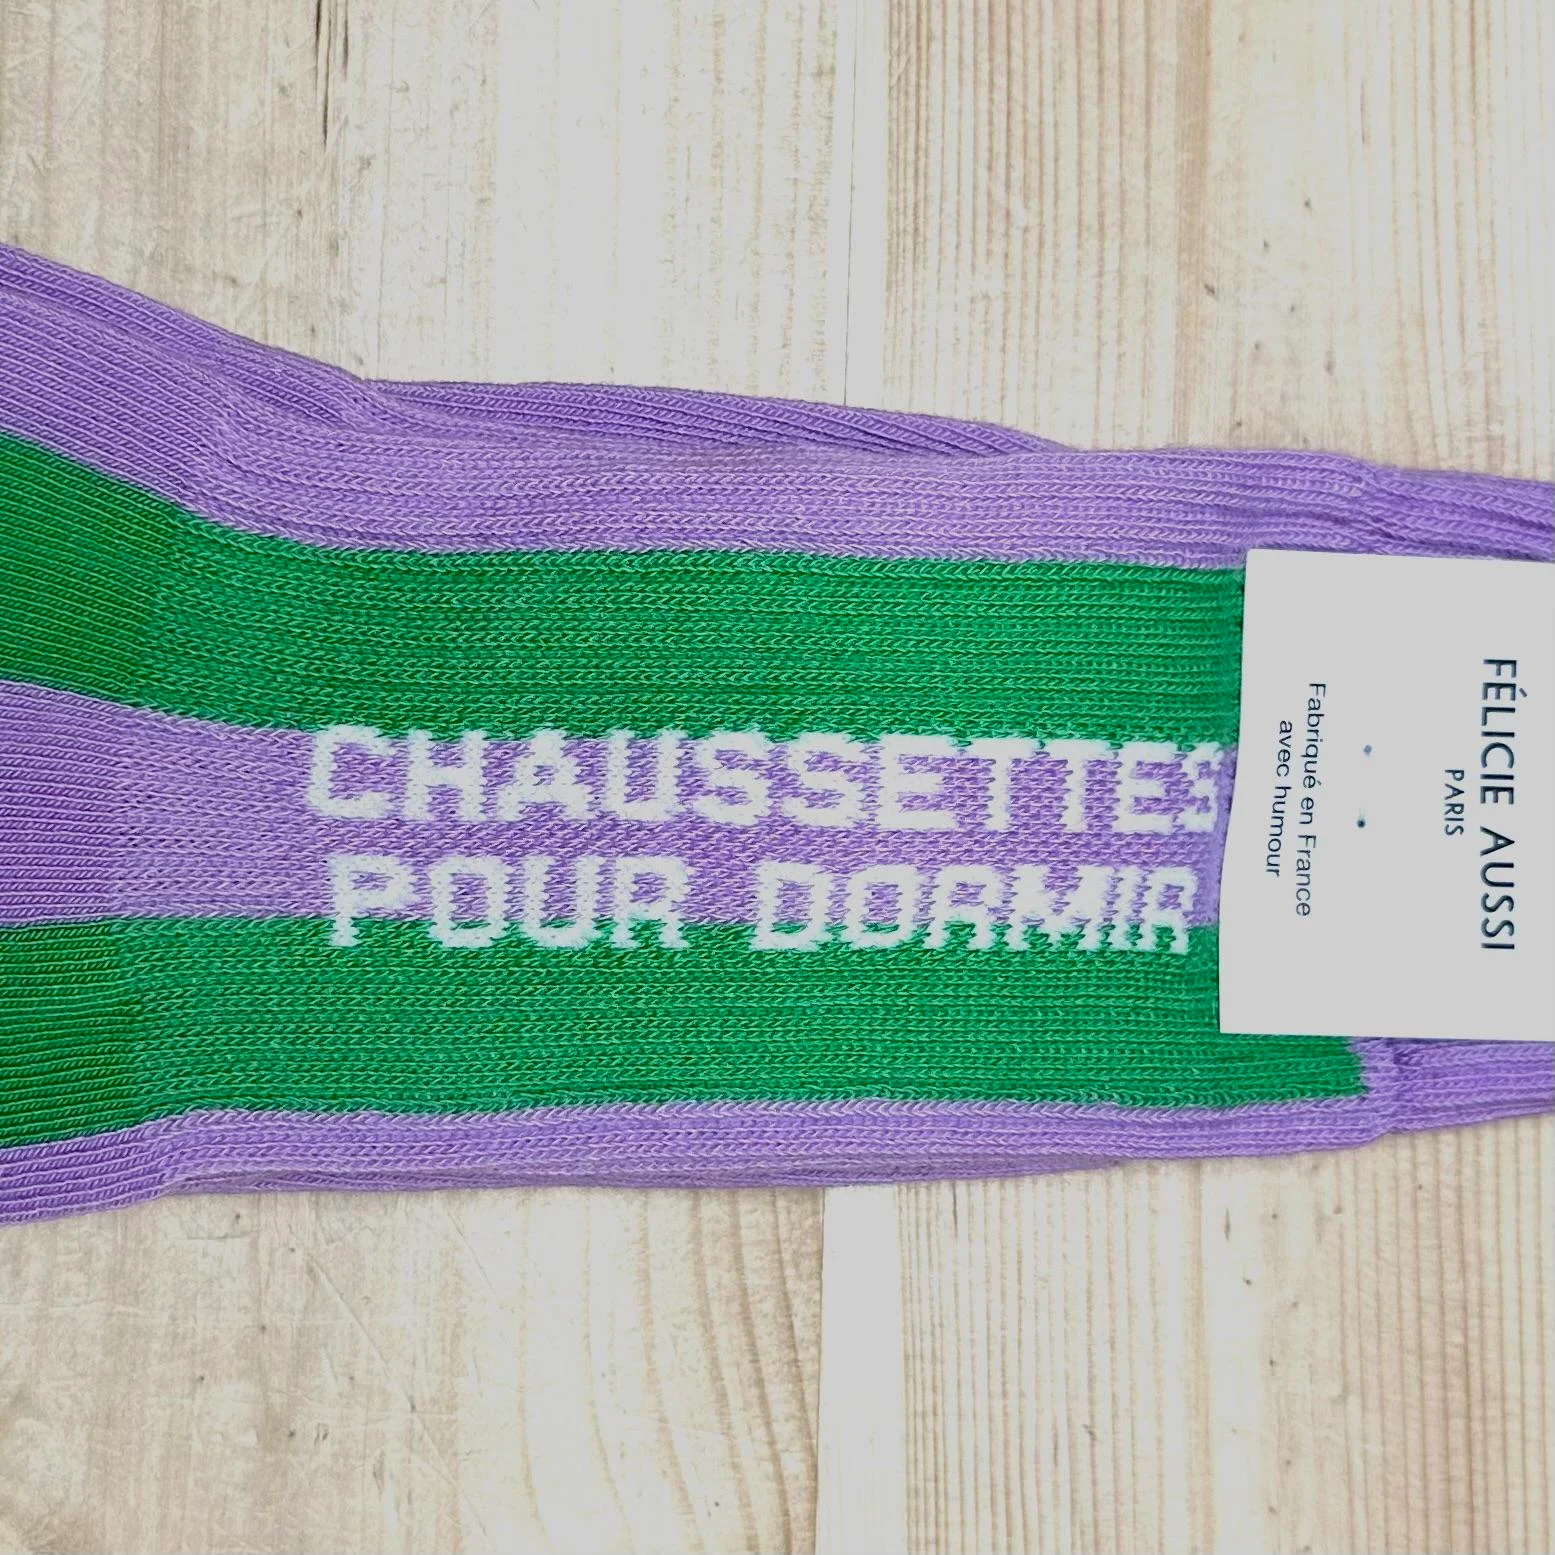 CHAUSSETTES
POUR DORMIR
FÉLICIE AUSSI
PARIS
Fabriqué en France
avec humour